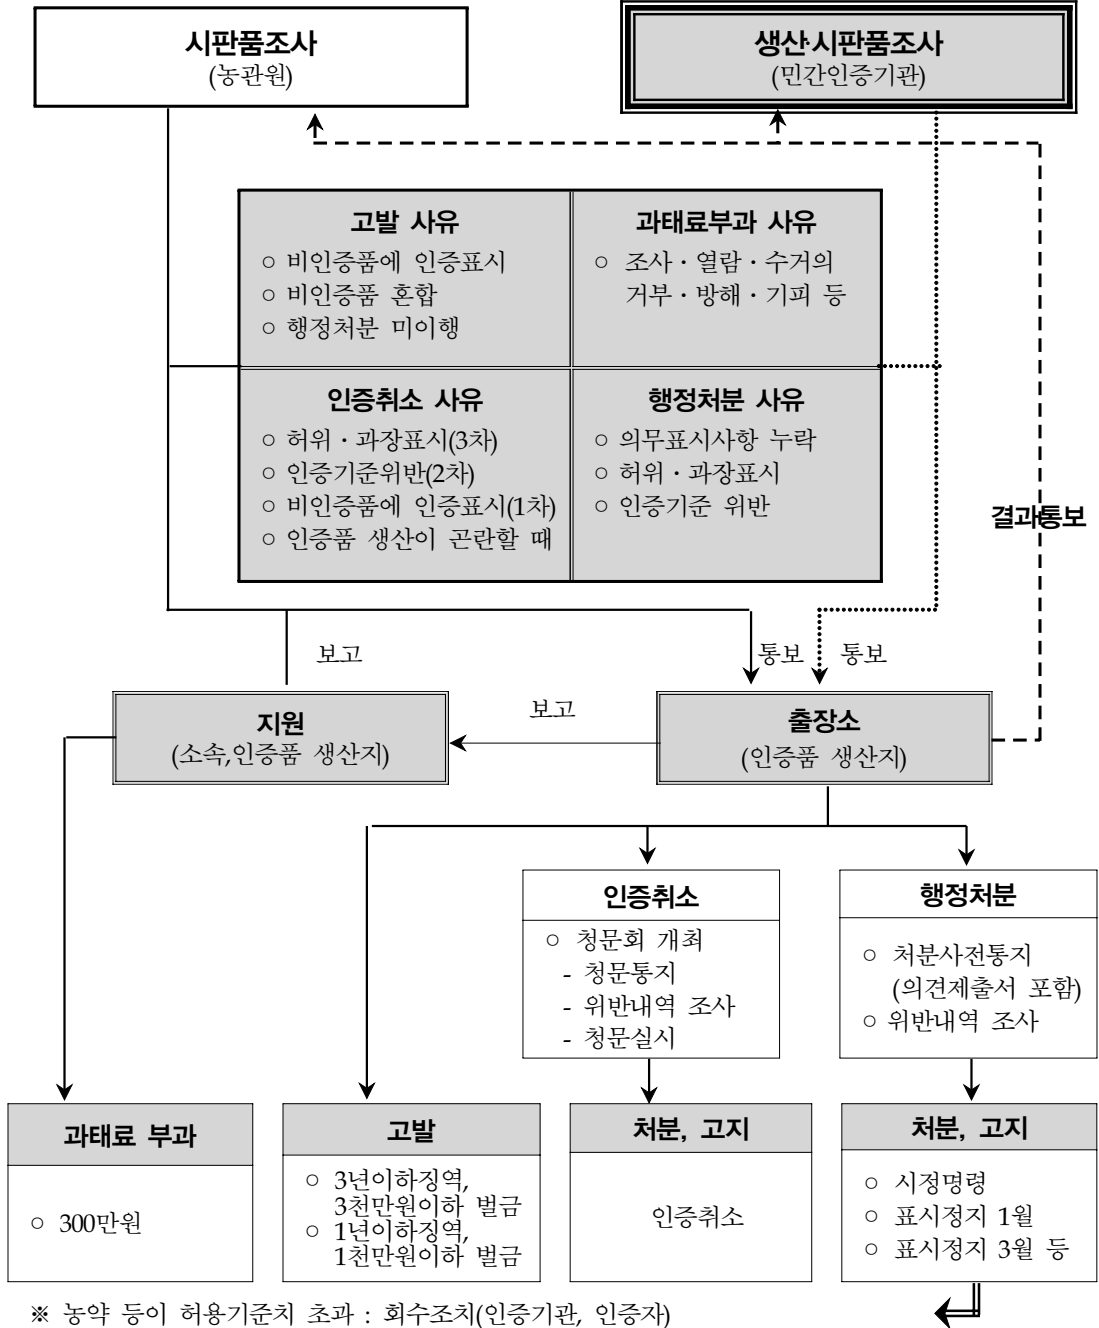 시판품조사
(농관원)
생산·시판품조사
(민간인증기관)
고발 사유
○ 비인증품에 인증표시
○ 비인증품 혼합
○ 행정처분 미이행
과태료부과 사유
○ 조사·열람·수거의
거부·방해·기피 등
인증취소 사유
○ 허위·과장표시(3차)
○ 인증기준위반(2차)
○ 비인증품에 인증표시(1차)
○ 인증품 생산이 곤란할 때
행정처분 사유
○ 의무표시사항 누락
○ 허위·과장표시
○ 인증기준 위반
결과통보
보고
통보
통보
지원
(소속,인증품 생산지)
보고
출장소
(인증품 생산지)
인증취소
○ 청문회 개최
- 청문통지
- 위반내역 조사
- 청문실시
행정처분
○ 처분사전통지
(의견제출서 포함)
○ 위반내역 조사
과태료 부과
○ 300만원
고발
○ 3년이하징역,
3천만원이하 벌금
○ 1년이하징역,
1천만원이하 벌금
처분, 고지
인증취소
처분, 고지
○ 시정명령
○ 표시정지 1월
○ 표시정지 3월 등
※ 농약 등이 허용기준치 초과 : 회수조치(인증기관, 인증자)